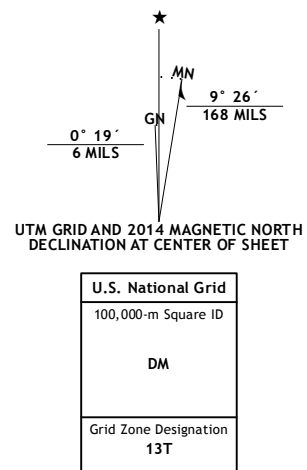 MN
9° 26´
168 MILS
GN
0° 19´
6 MILS
UTM GRID AND 2014 MAGNETIC NORTH
DECLINATION AT CENTER OF SHEET
U.S. National Grid
100,000-m Square ID
DM
Grid Zone Designation
13T